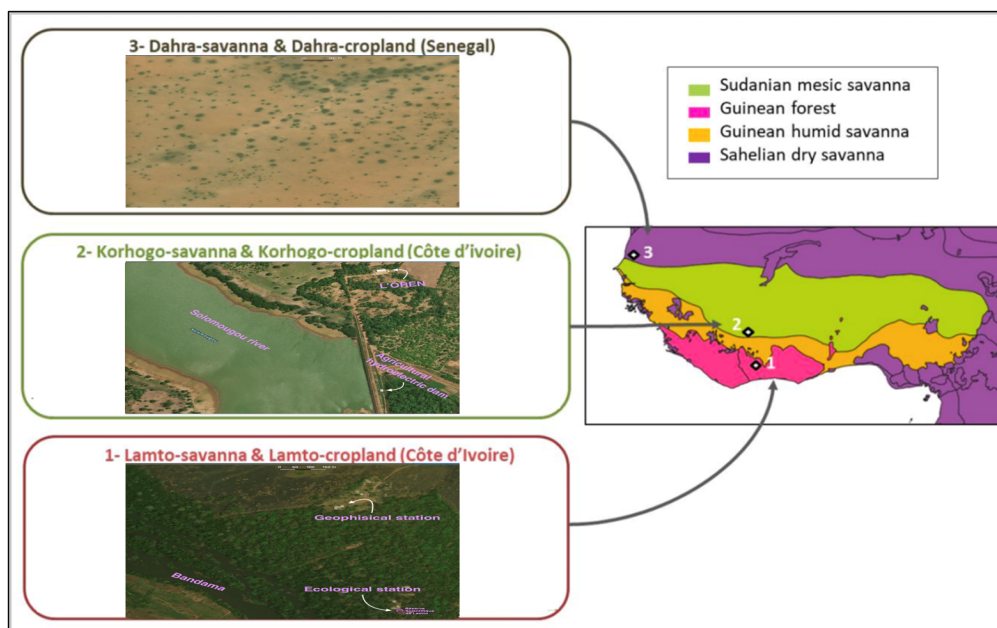 3- Dahra-savanna & Dahra-cropland (Senegal)
2- Korhogo-savanna & Korhogo-cropland (Côte d'ivoire)
L'OREN
Solomougou river
Agricultural
hydroelectric dam
1- Lamto-savanna & Lamto-cropland (Côte d'Ivoire)
Geophisical station
Bandama
Ecological station
Sudanian mesic savanna
Guinean forest
Guinean humid savanna
Sahelian dry savanna
3
2
1